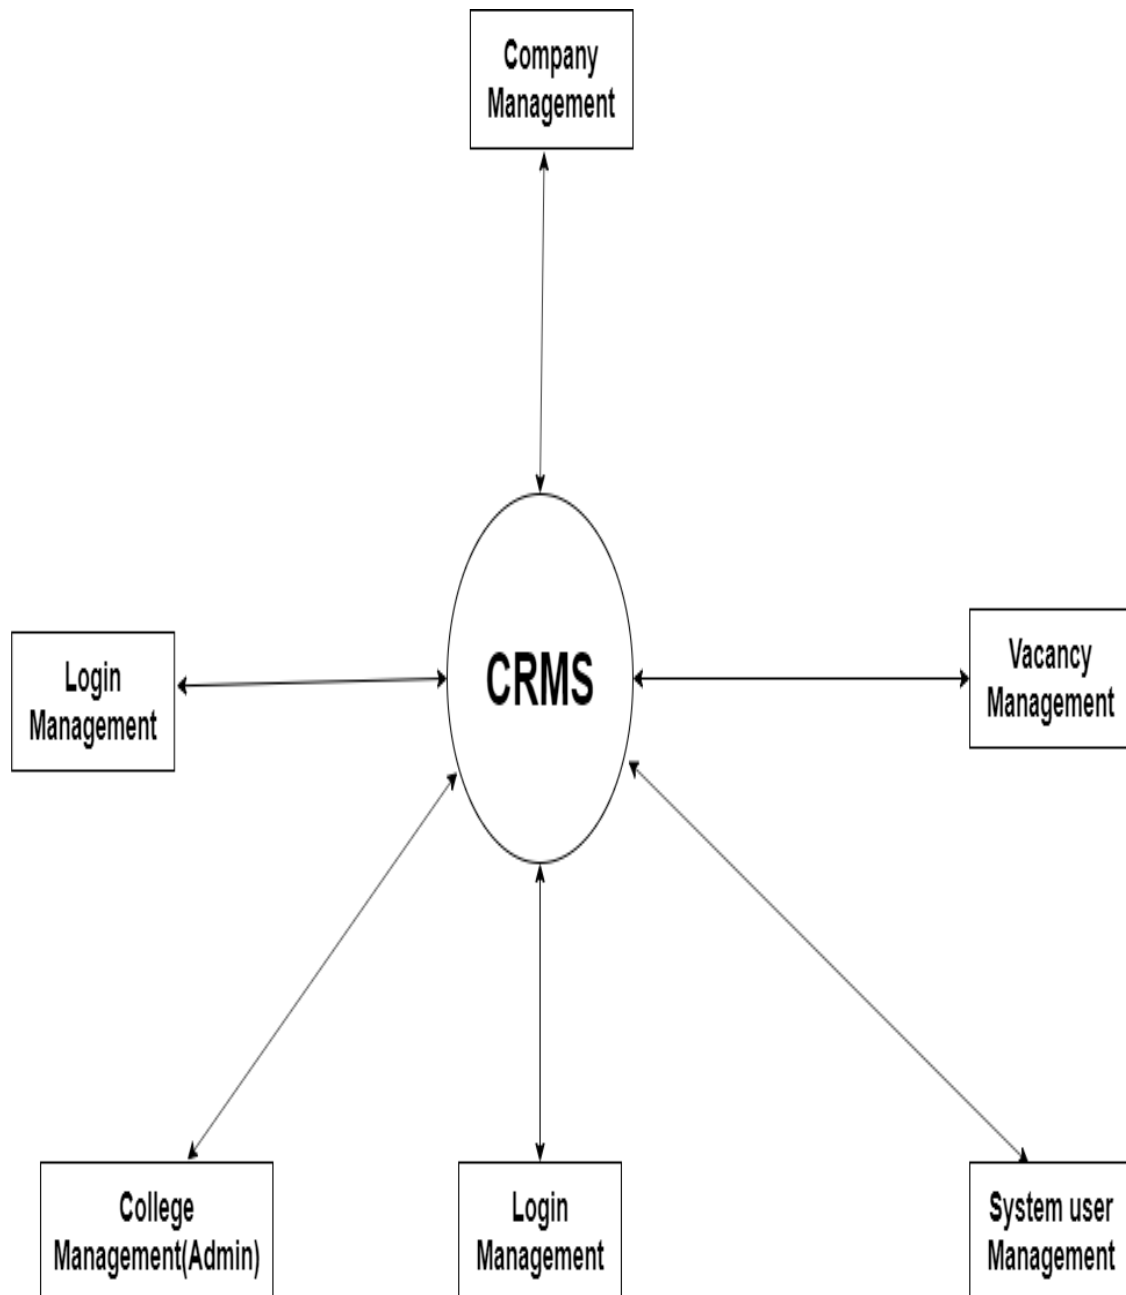 Company
Management
CRMS
Login
Management
Vacancy
Management
College
Management(Admin)
Login
Management
System user
Management